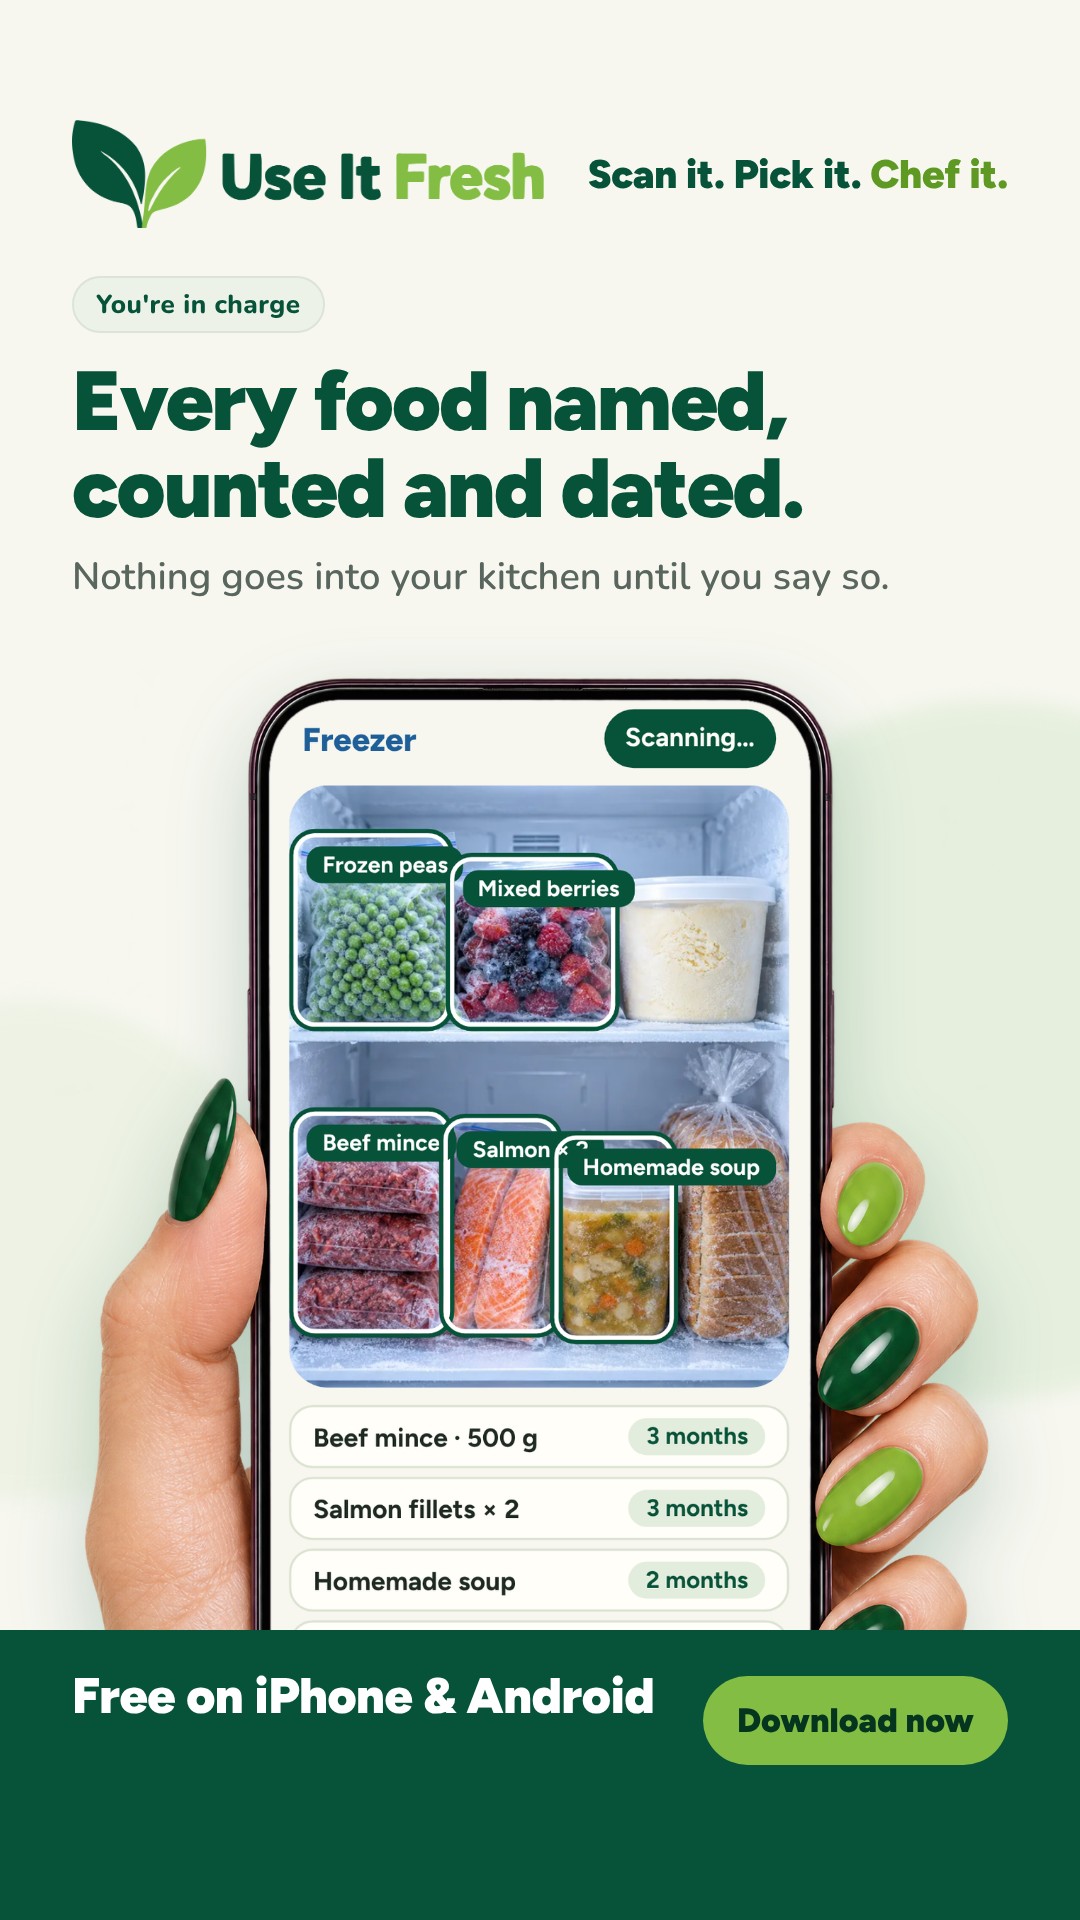 Use It Fresh
Scan it. Pick it. Chef it.
You're in charge
Every food named,
counted and dated.
Nothing goes into your kitchen until you say so.
Freezer
Scanning...
Frozen peas
Mixed berries
Beef mince
Salmon ×
Homemade soup
Beef mince · 500 g
3 months
Salmon fillets × 2
3 months
Homemade soup
2 months
Free on iPhone & Android
Download now